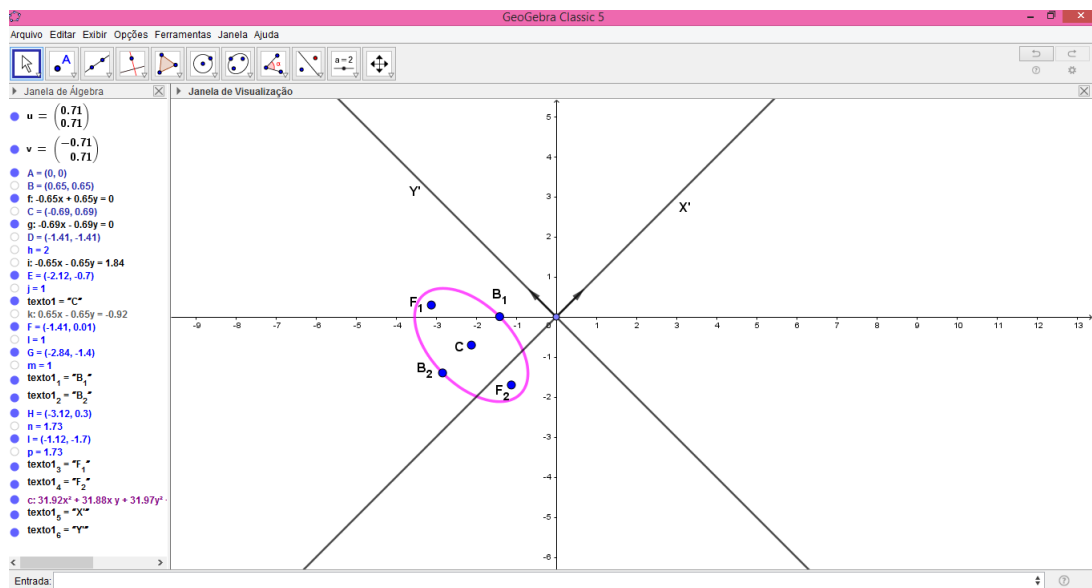 GeoGebra Classic 5
Arquivo Editar Exibir Opções Ferramentas Janela Ajuda
A
α
a = 2
Janela de Álgebra
Janela de Visualização
u = (0.71 0.71)
v = (-0.71 0.71)
A = (0, 0)
B = (0.65, 0.65)
f: -0.65x + 0.65y = 0
C = (-0.69, 0.69)
g: -0.69x - 0.69y = 0
D = (-1.41, -1.41)
h = 2
i: -0.65x - 0.65y = 1.84
E = (-2.12, -0.7)
j = 1
texto1 = "C"
k: 0.65x - 0.65y = -0.92
F = (-1.41, 0.01)
l = 1
G = (-2.84, -1.4)
m = 1
texto1₁ = "B₁"
texto1₂ = "B₂"
H = (-3.12, 0.3)
n = 1.73
I = (-1.12, -1.7)
p = 1.73
texto1₃ = "F₁"
texto1₄ = "F₂"
c: 31.92x² + 31.88x y + 31.97y²
texto1₅ = "X'"
texto1₆ = "Y'"
Y'
X'
F₁
B₁
C
B₂
F₂
5
4
3
2
1
0
-1
-2
-3
-4
-5
-6
-9 -8 -7 -6 -5 -4 -3 -2 -1 1 2 3 4 5 6 7 8 9 10 11 12 13
Entrada: